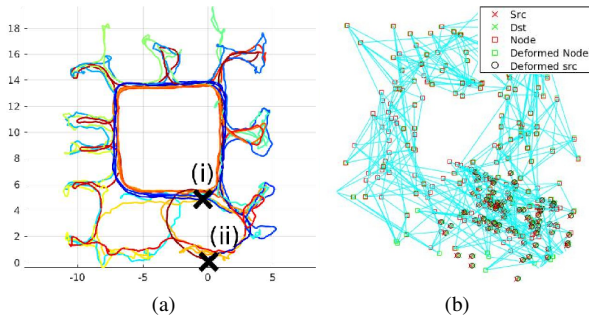 18
16
14
12
10
8
6
4
2
0
-10
-5
0
5
(i)
(ii)
(a)
Src
Dst
Node
Deformed Node
Deformed src
(b)